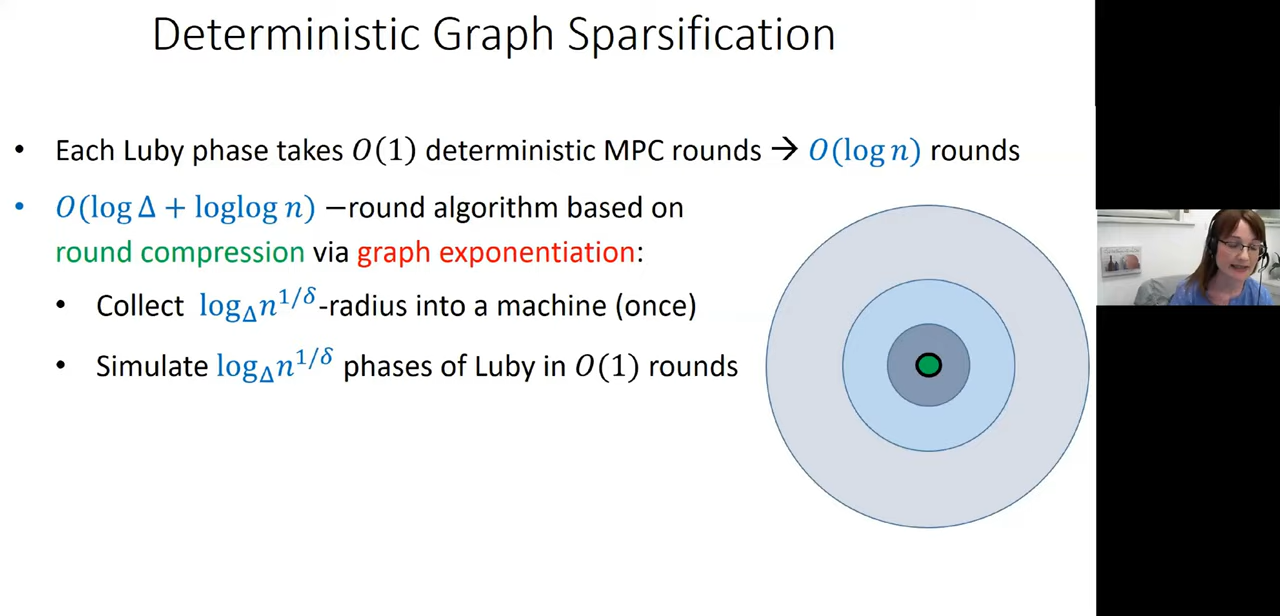 Deterministic Graph Sparsification
• Each Luby phase takes O(1) deterministic MPC rounds → O(log n) rounds
• O(log Δ + loglog n) −round algorithm based on
round compression via graph exponentiation:
• Collect log_Δ n^{1/δ}-radius into a machine (once)
• Simulate log_Δ n^{1/δ} phases of Luby in O(1) rounds